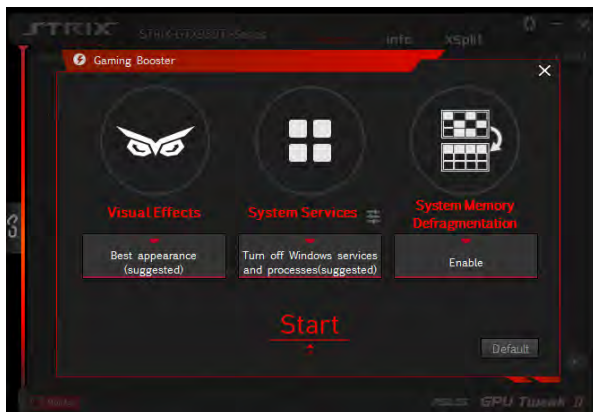 STRIX
Info
XSplit
Gaming Booster
Visual Effects
System Services
System Memory
Defragmentation
Best appearance
(suggested)
Turn off Windows services
and processes(suggested)
Enable
Start
Default
ASUS GPU Tweak II